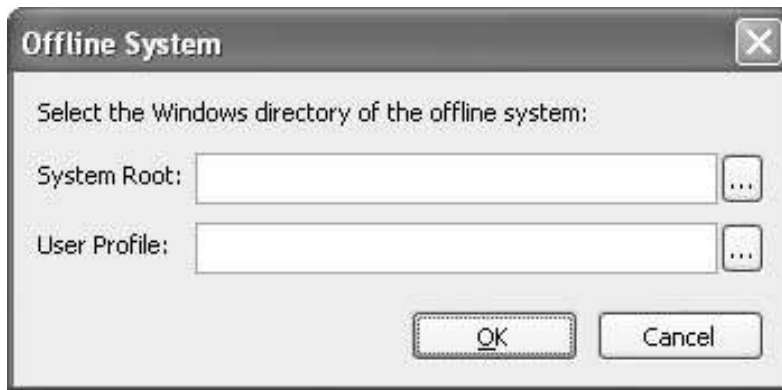 Offline System
Select the Windows directory of the offline system:
System Root:
...
User Profile:
...
OK
Cancel